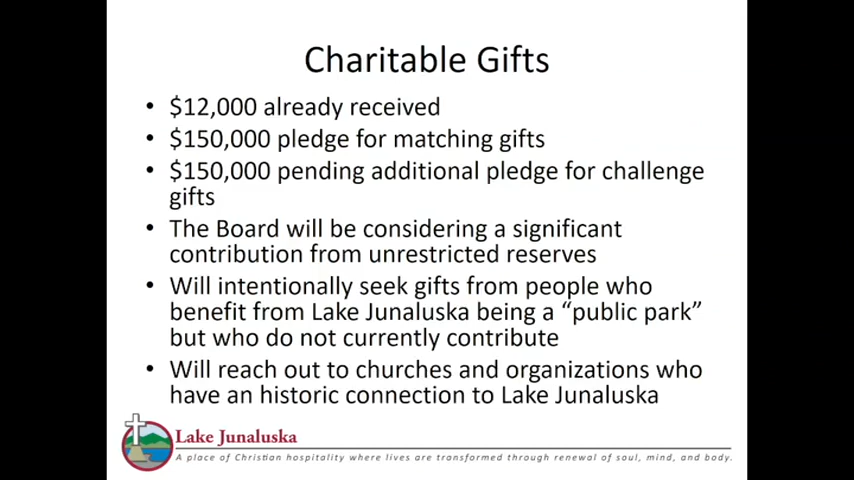 Charitable Gifts
• $12,000 already received
• $150,000 pledge for matching gifts
• $150,000 pending additional pledge for challenge
gifts
• The Board will be considering a significant
contribution from unrestricted reserves
• Will intentionally seek gifts from people who
benefit from Lake Junaluska being a “public park”
but who do not currently contribute
• Will reach out to churches and organizations who
have an historic connection to Lake Junaluska
Lake Junaluska
A place of Christian hospitality where lives are transformed through renewal of soul, mind, and body.